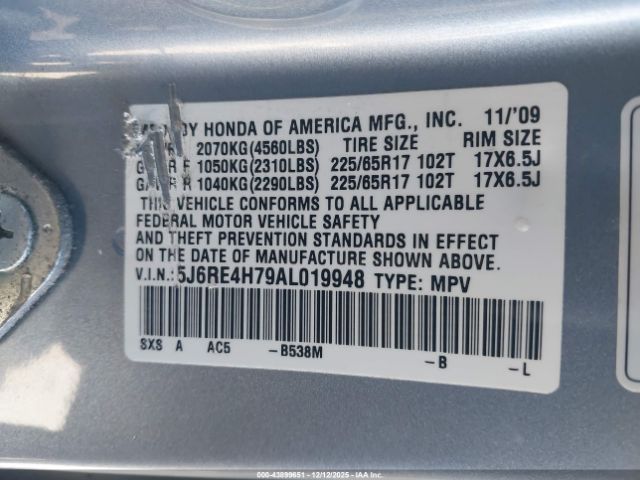 BY HONDA OF AMERICA MFG., INC. 11/'09
2070KG(4560LBS) TIRE SIZE RIM SIZE
F 1050KG(2310LBS) 225/65R17 102T 17X6.5J
R 1040KG(2290LBS) 225/65R17 102T 17X6.5J
THIS VEHICLE CONFORMS TO ALL APPLICABLE
FEDERAL MOTOR VEHICLE SAFETY
AND THEFT PREVENTION STANDARDS IN EFFECT
ON THE DATE OF MANUFACTURE SHOWN ABOVE.
V.I.N.: 5J6RE4H79AL019948 TYPE: MPV
SXS A AC5 -B538M -B -L
00-43899651 - 12/12/2025 - COPART - IAA